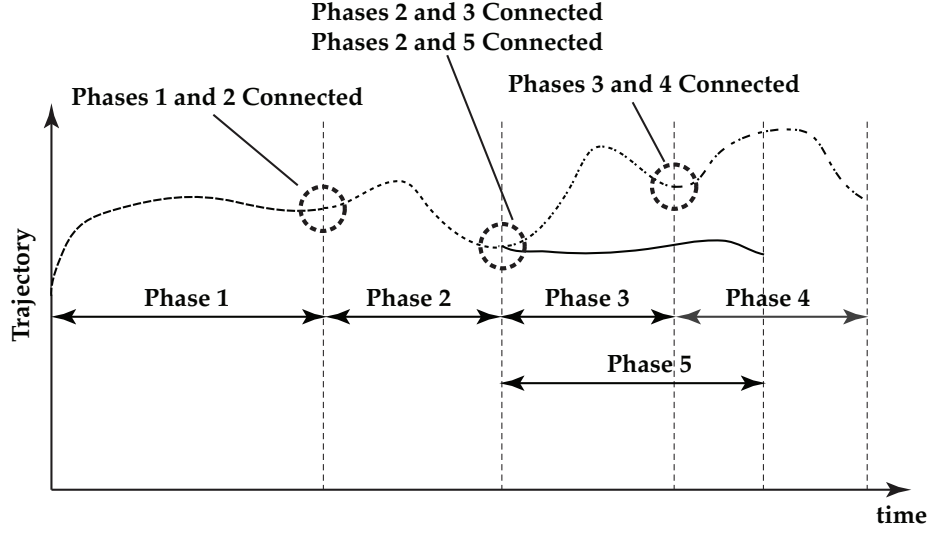 Phases 2 and 3 Connected
Phases 2 and 5 Connected
Phases 3 and 4 Connected
Phases 1 and 2 Connected
Trajectory
Phase 1
Phase 2
Phase 3
Phase 4
Phase 5
time